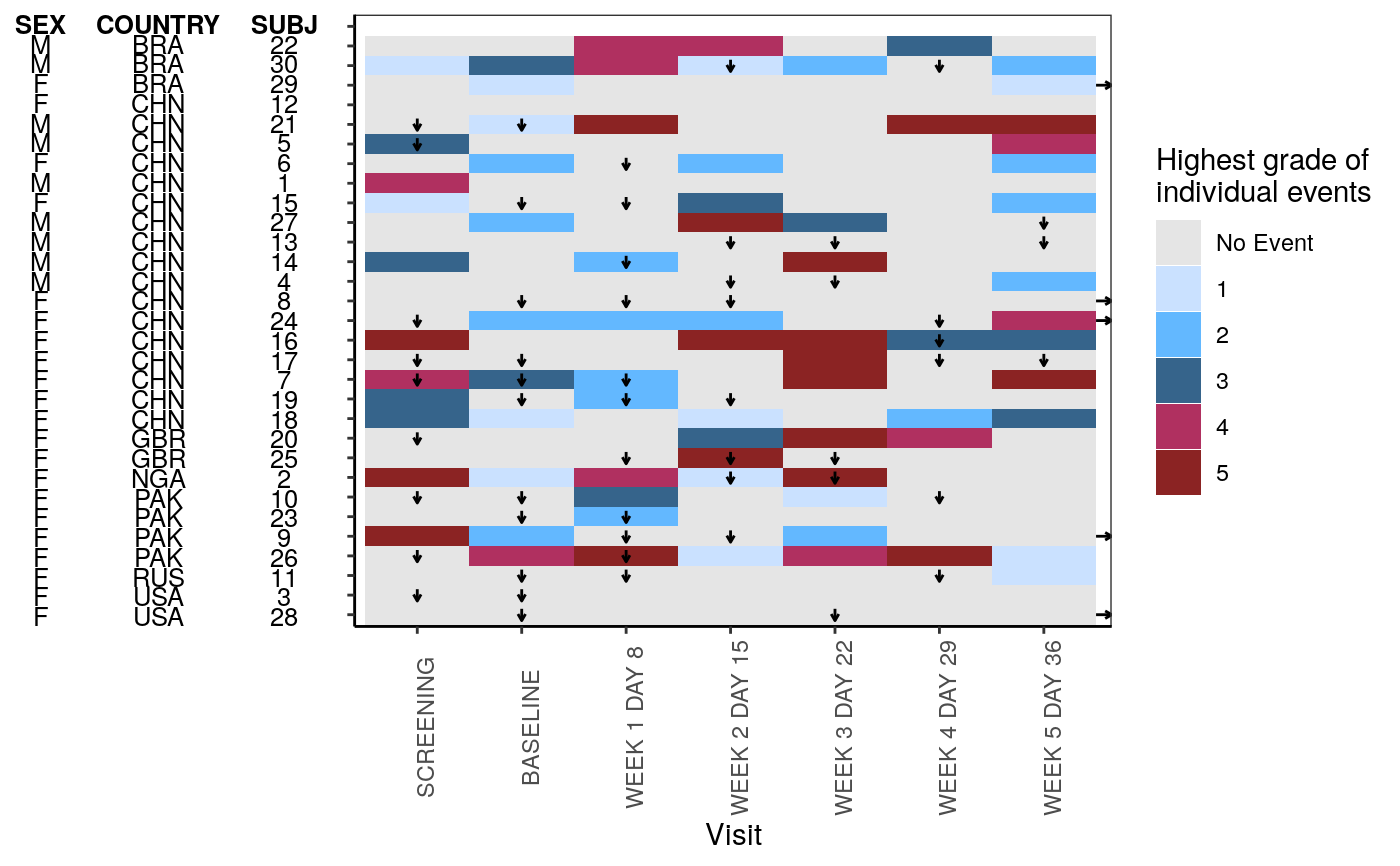 SEX COUNTRY SUBJ
M BRA 22
M BRA 30
F BRA 29
F CHN 12
M CHN 21
M CHN 5
F CHN 6
M CHN 1
F CHN 15
M CHN 27
M CHN 13
M CHN 14
M CHN 4
F CHN 8
F CHN 24
F CHN 16
F CHN 17
F CHN 7
F CHN 19
F CHN 18
F GBR 20
F GBR 25
F NGA 2
F PAK 10
F PAK 23
F PAK 9
F PAK 26
F RUS 11
F USA 3
F USA 28
SCREENING
BASELINE
WEEK 1 DAY 8
WEEK 2 DAY 15
WEEK 3 DAY 22
WEEK 4 DAY 29
WEEK 5 DAY 36
Visit
Highest grade of
individual events
No Event
1
2
3
4
5